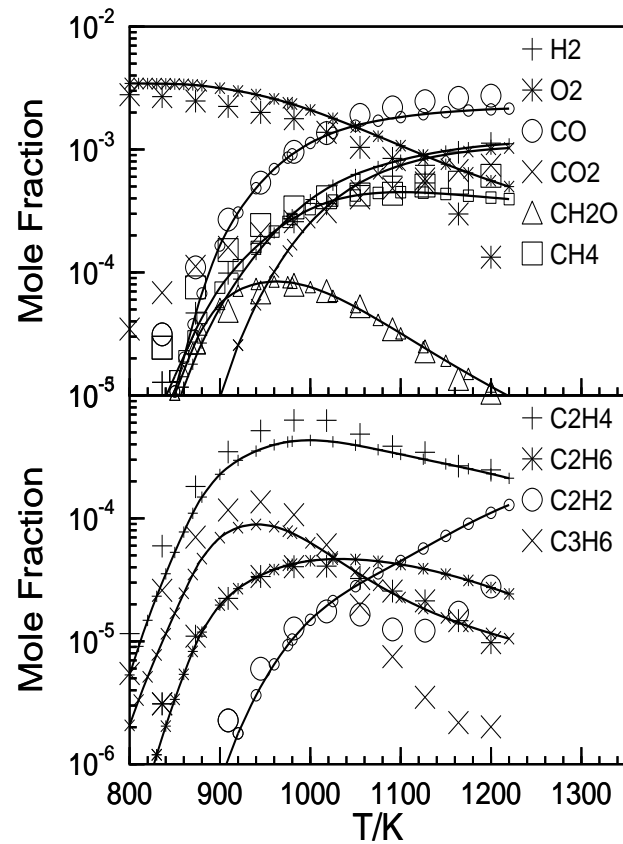 10-2
H2
O2
CO
CO2
CH2O
CH4
10-3
10-4
10-5
Mole Fraction
C2H4
C2H6
C2H2
C3H6
10-4
10-5
10-6
Mole Fraction
800 900 1000 1100 1200 1300
T/K